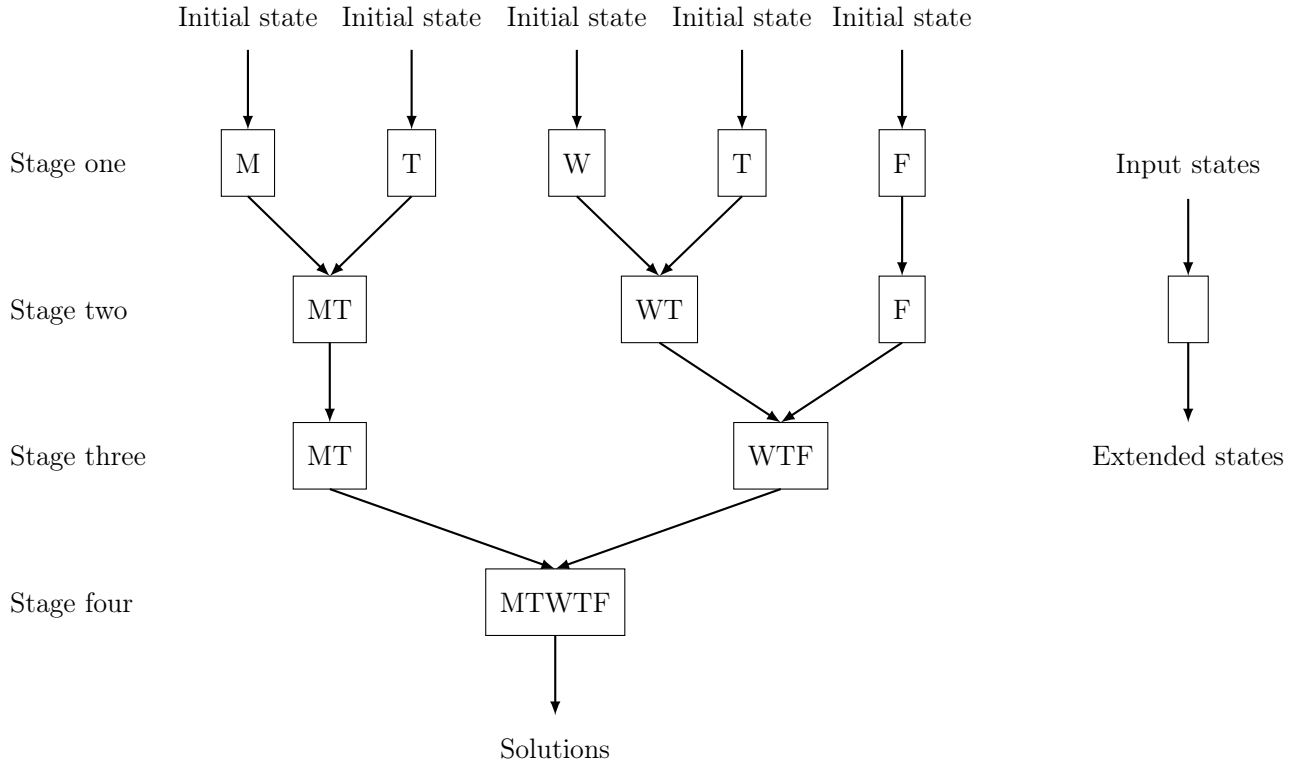 Initial state Initial state Initial state Initial state Initial state
Stage one M T W T F Input states
Stage two MT WT F
Stage three MT WTF Extended states
Stage four MTWTF
Solutions